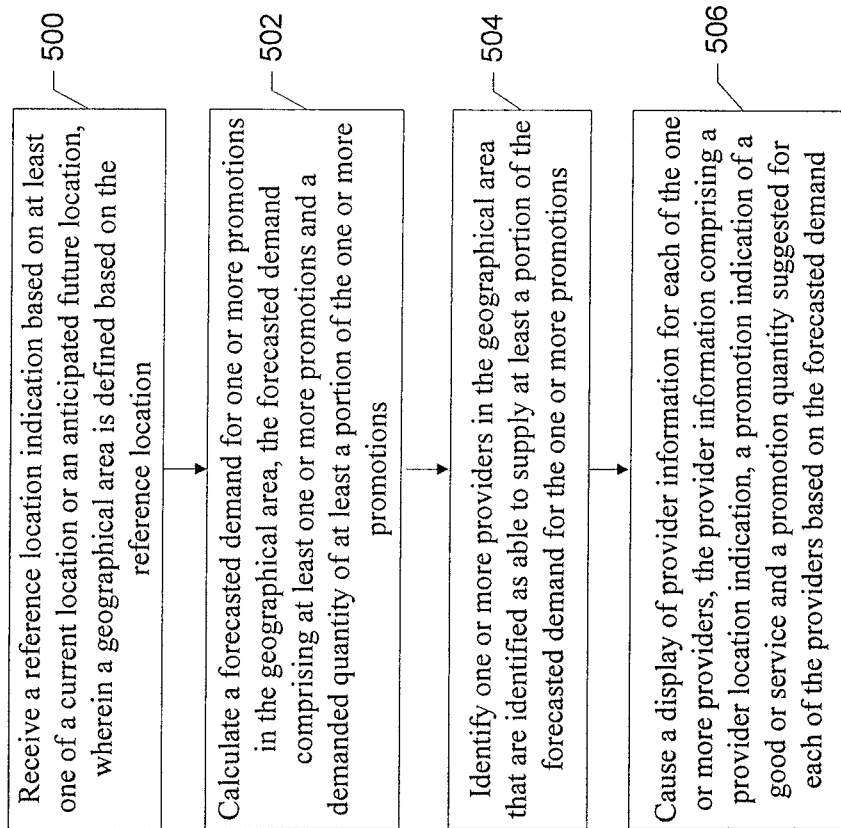 Receive a reference location indication based on at least
one of a current location or an anticipated future location,
wherein a geographical area is defined based on the
reference location
500
Calculate a forecasted demand for one or more promotions
in the geographical area, the forecasted demand
comprising at least one or more promotions and a
demanded quantity of at least a portion of the one or more
promotions
502
Identify one or more providers in the geographical area
that are identified as able to supply at least a portion of the
forecasted demand for the one or more promotions
504
Cause a display of provider information for each of the one
or more providers, the provider information comprising a
provider location indication, a promotion indication of a
good or service and a promotion quantity suggested for
each of the providers based on the forecasted demand
506